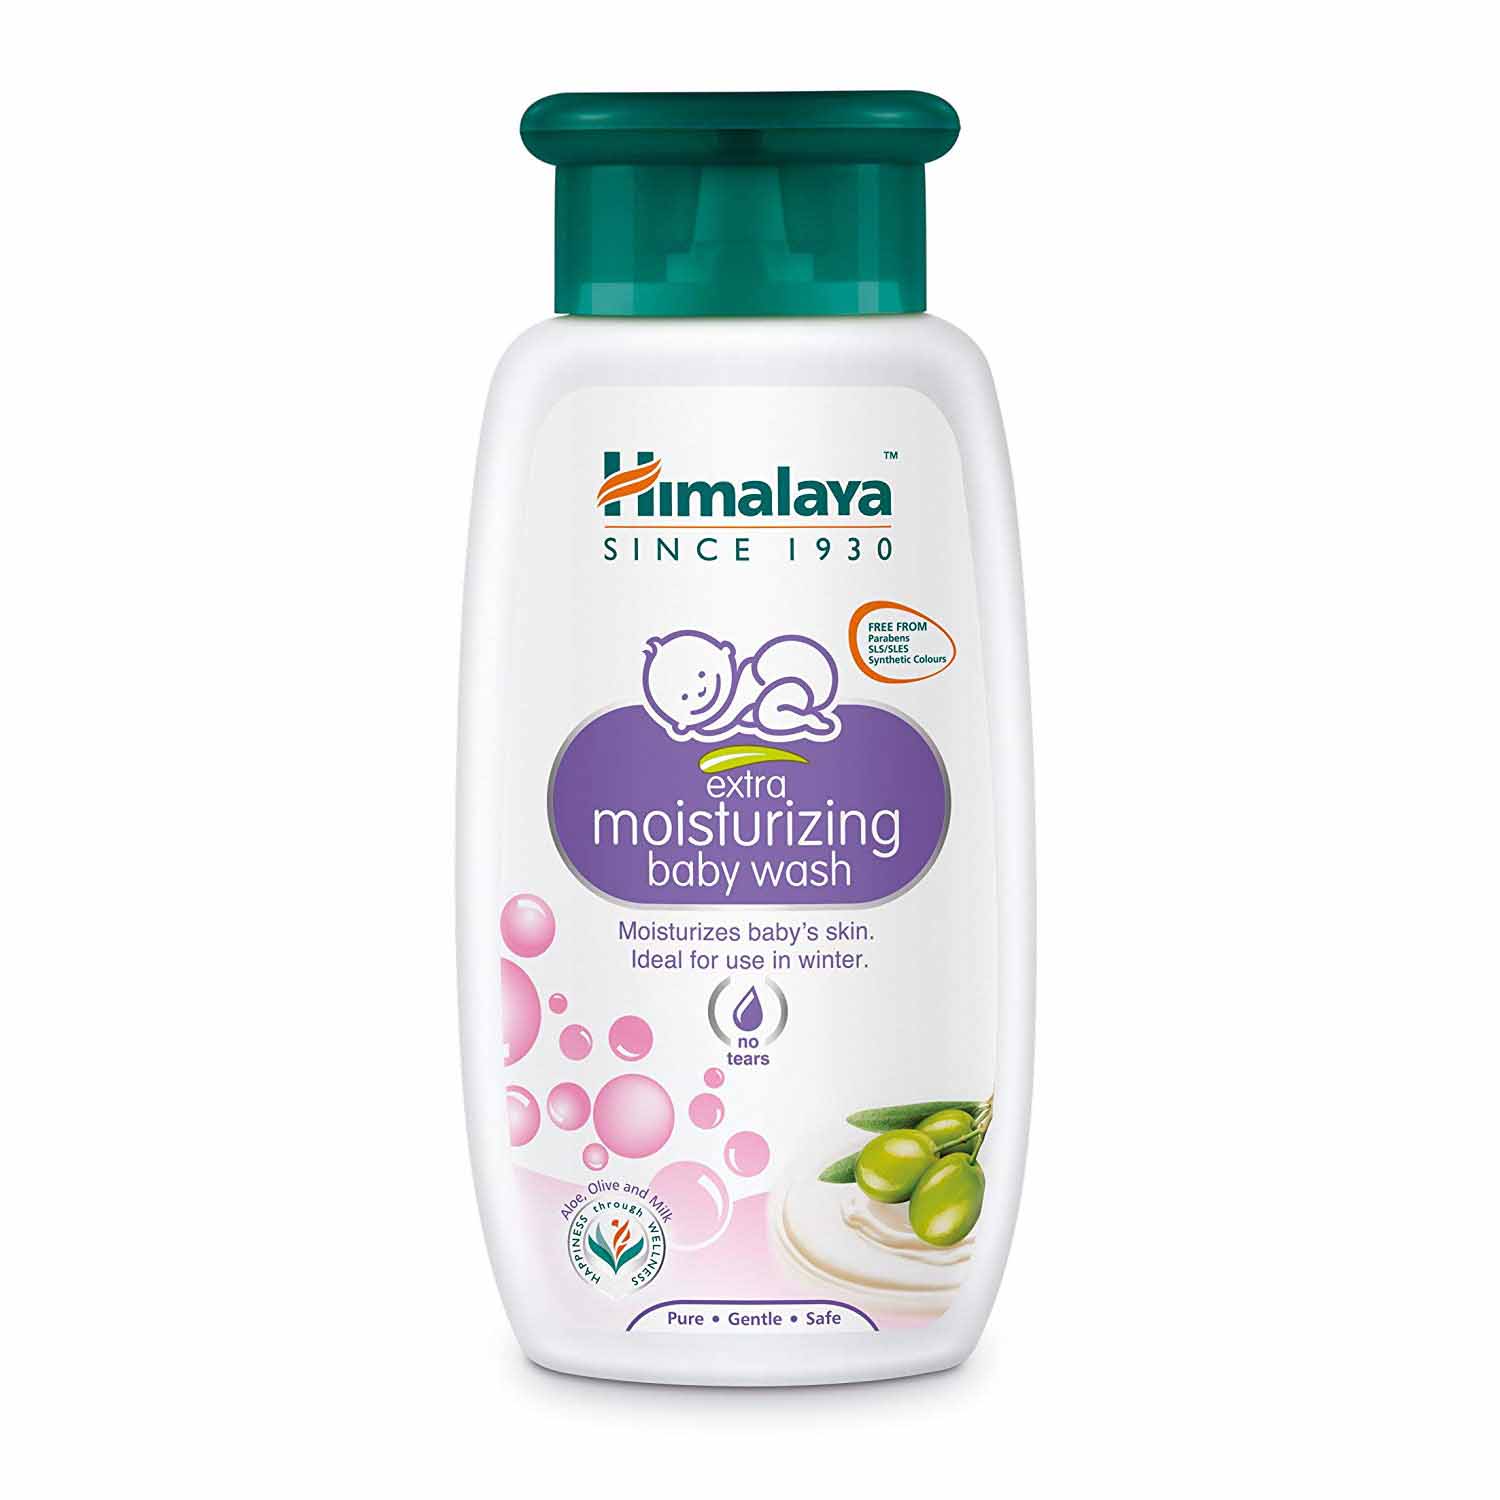 Himalaya™
SINCE 1930
FREE FROM
Parabens
SLS/SLES
Synthetic Colours
extra
moisturizing
baby wash
Moisturizes baby's skin.
Ideal for use in winter.
no
tears
Aloe, Olive and Milk
HAPPINESS through WELLNESS
Pure • Gentle • Safe